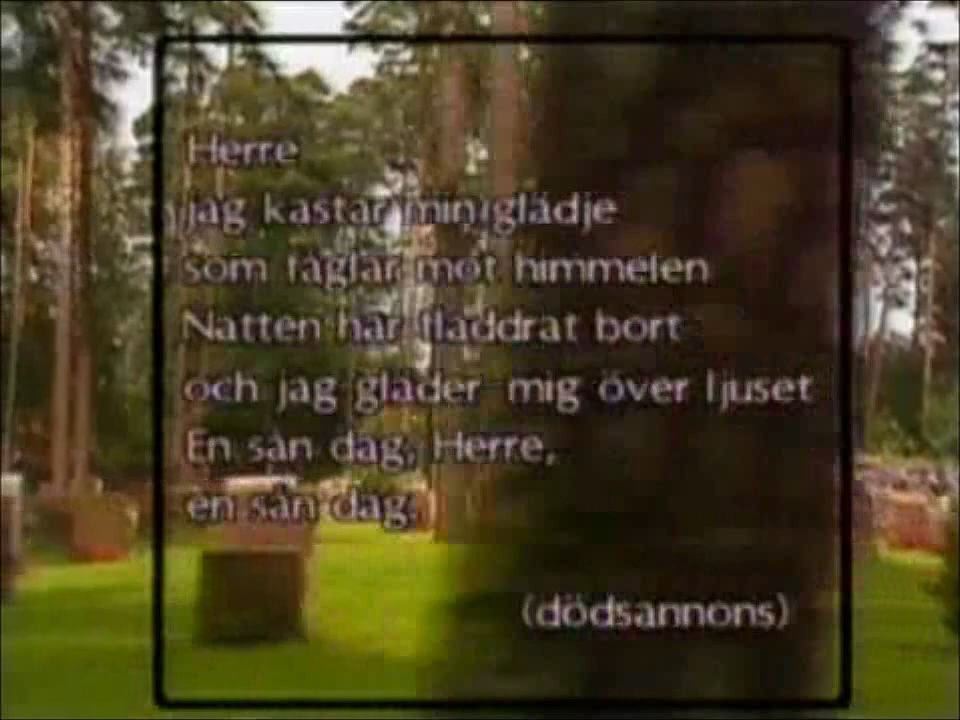 Herre
jag kastar min glädje
som fåglar mot himmelen
Natten har fladdrat bort
och jag gläder mig över ljuset
En sån dag, Herre,
en sån dag.
(dödsannons)